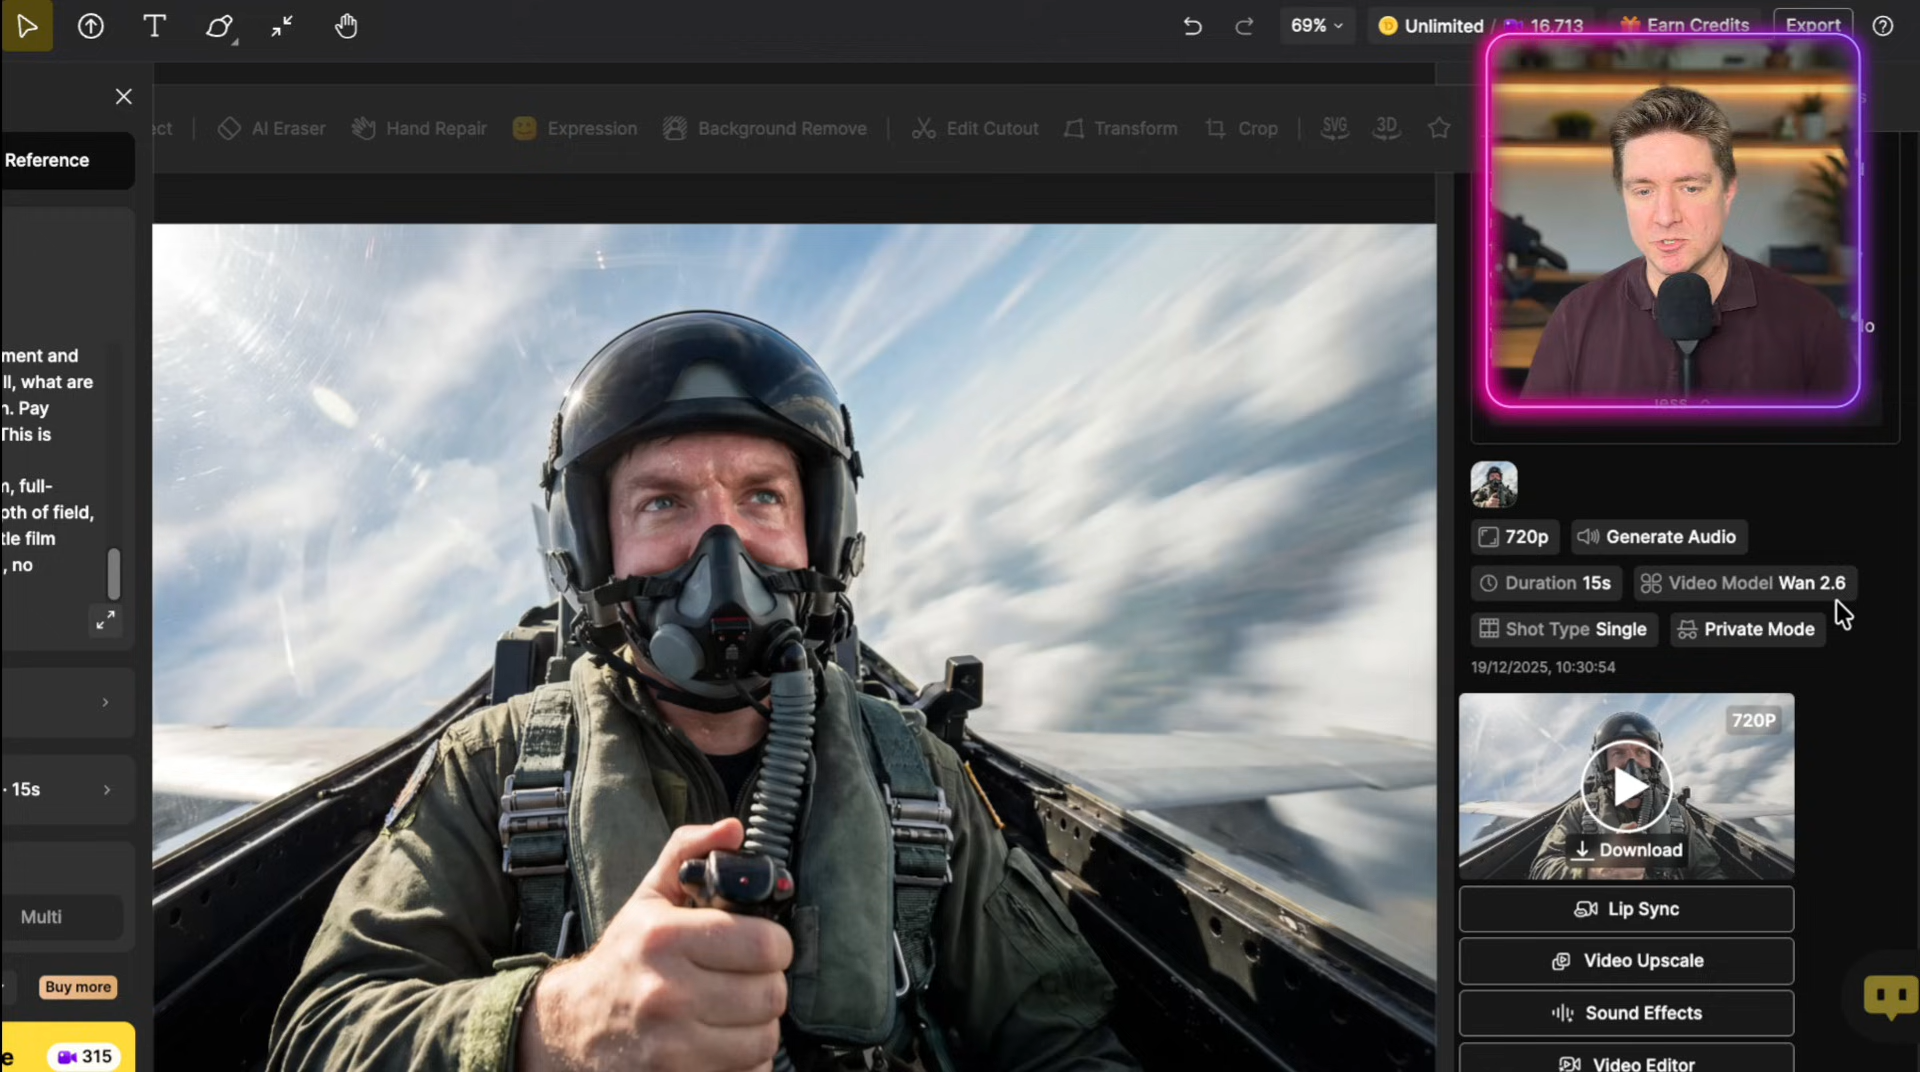 69%
Unlimited / 16,713
Earn Credits
Export
ect
AI Eraser
Hand Repair
Expression
Background Remove
Edit Cutout
Transform
Crop
SVG
3D
Reference
ment and
ll, what are
n. Pay
This is
n, full-
pth of field,
tle film
, no
· 15s
Multi
Buy more
e
315
720p
Generate Audio
Duration 15s
Video Model Wan 2.6
Shot Type Single
Private Mode
19/12/2025, 10:30:54
720P
Download
Lip Sync
Video Upscale
Sound Effects
Video Editor